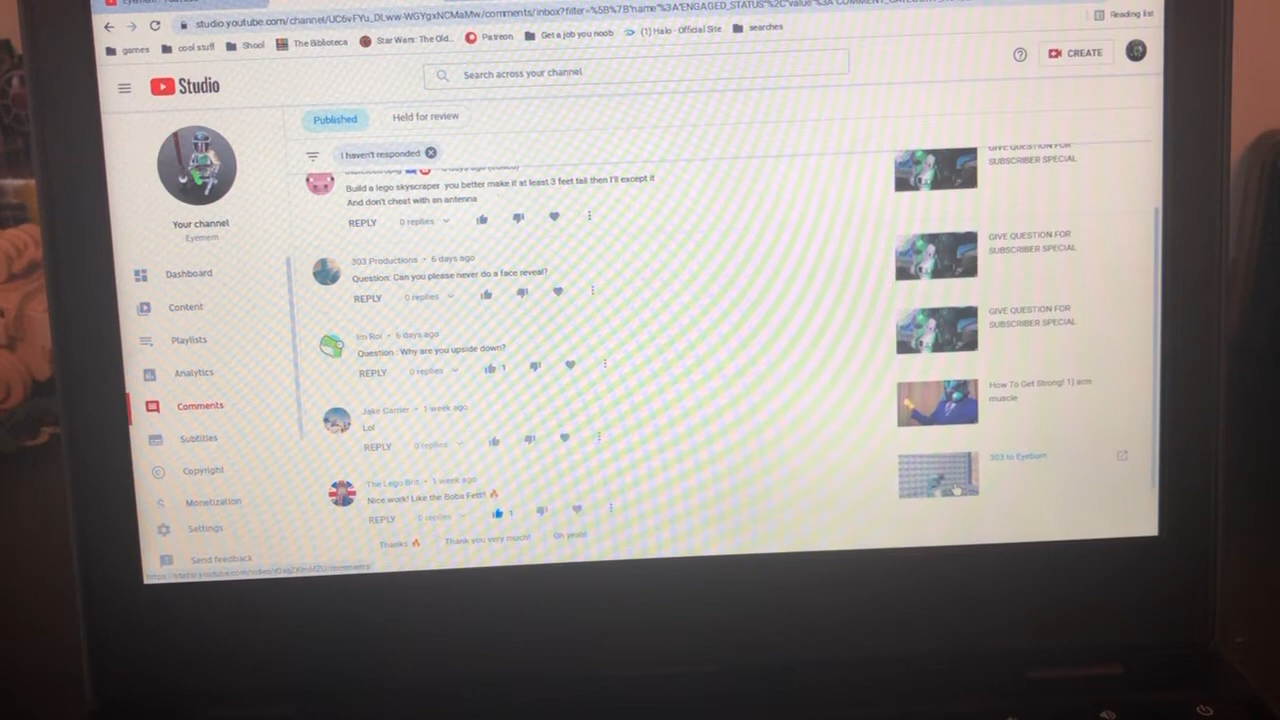 studio.youtube.com/channel/UC6vFYu_DLww-WGYgxNCMaMw/comments/inbox?filter=%5B%7B"name"%3A"ENGAGED_STATUS"%2C"value"%3A"COMMENT_
Reading list
games
cool stuff
Shool
The Biblioteca
Star Wars: The Old...
Patreon
Get a job you noob
(1) Halo - Official Site
searches
Studio
Search across your channel
CREATE
Published
Held for review
I haven't responded
Your channel
Eyemem
Dashboard
Content
Playlists
Analytics
Comments
Subtitles
Copyright
Monetization
Settings
Send feedback
Build a lego skyscraper you better make it at least 3 feet tall then I'll except it
And don't cheat with an antenna
REPLY 0 replies
GIVE QUESTION FOR
SUBSCRIBER SPECIAL
303 Productions • 6 days ago
Question: Can you please never do a face reveal?
REPLY 0 replies
GIVE QUESTION FOR
SUBSCRIBER SPECIAL
Im Roi • 6 days ago
Question : Why are you upside down?
REPLY 0 replies 1
GIVE QUESTION FOR
SUBSCRIBER SPECIAL
Jake Carrier • 1 week ago
Lol
REPLY 0 replies
How To Get Strong! 1) arm
muscle
The Lego Brit • 1 week ago
Nice work! Like the Boba Fett!! 🔥
REPLY 0 replies 1
Thanks 🔥
Thank you very much!
Oh yeah!
303 to Eyeburn